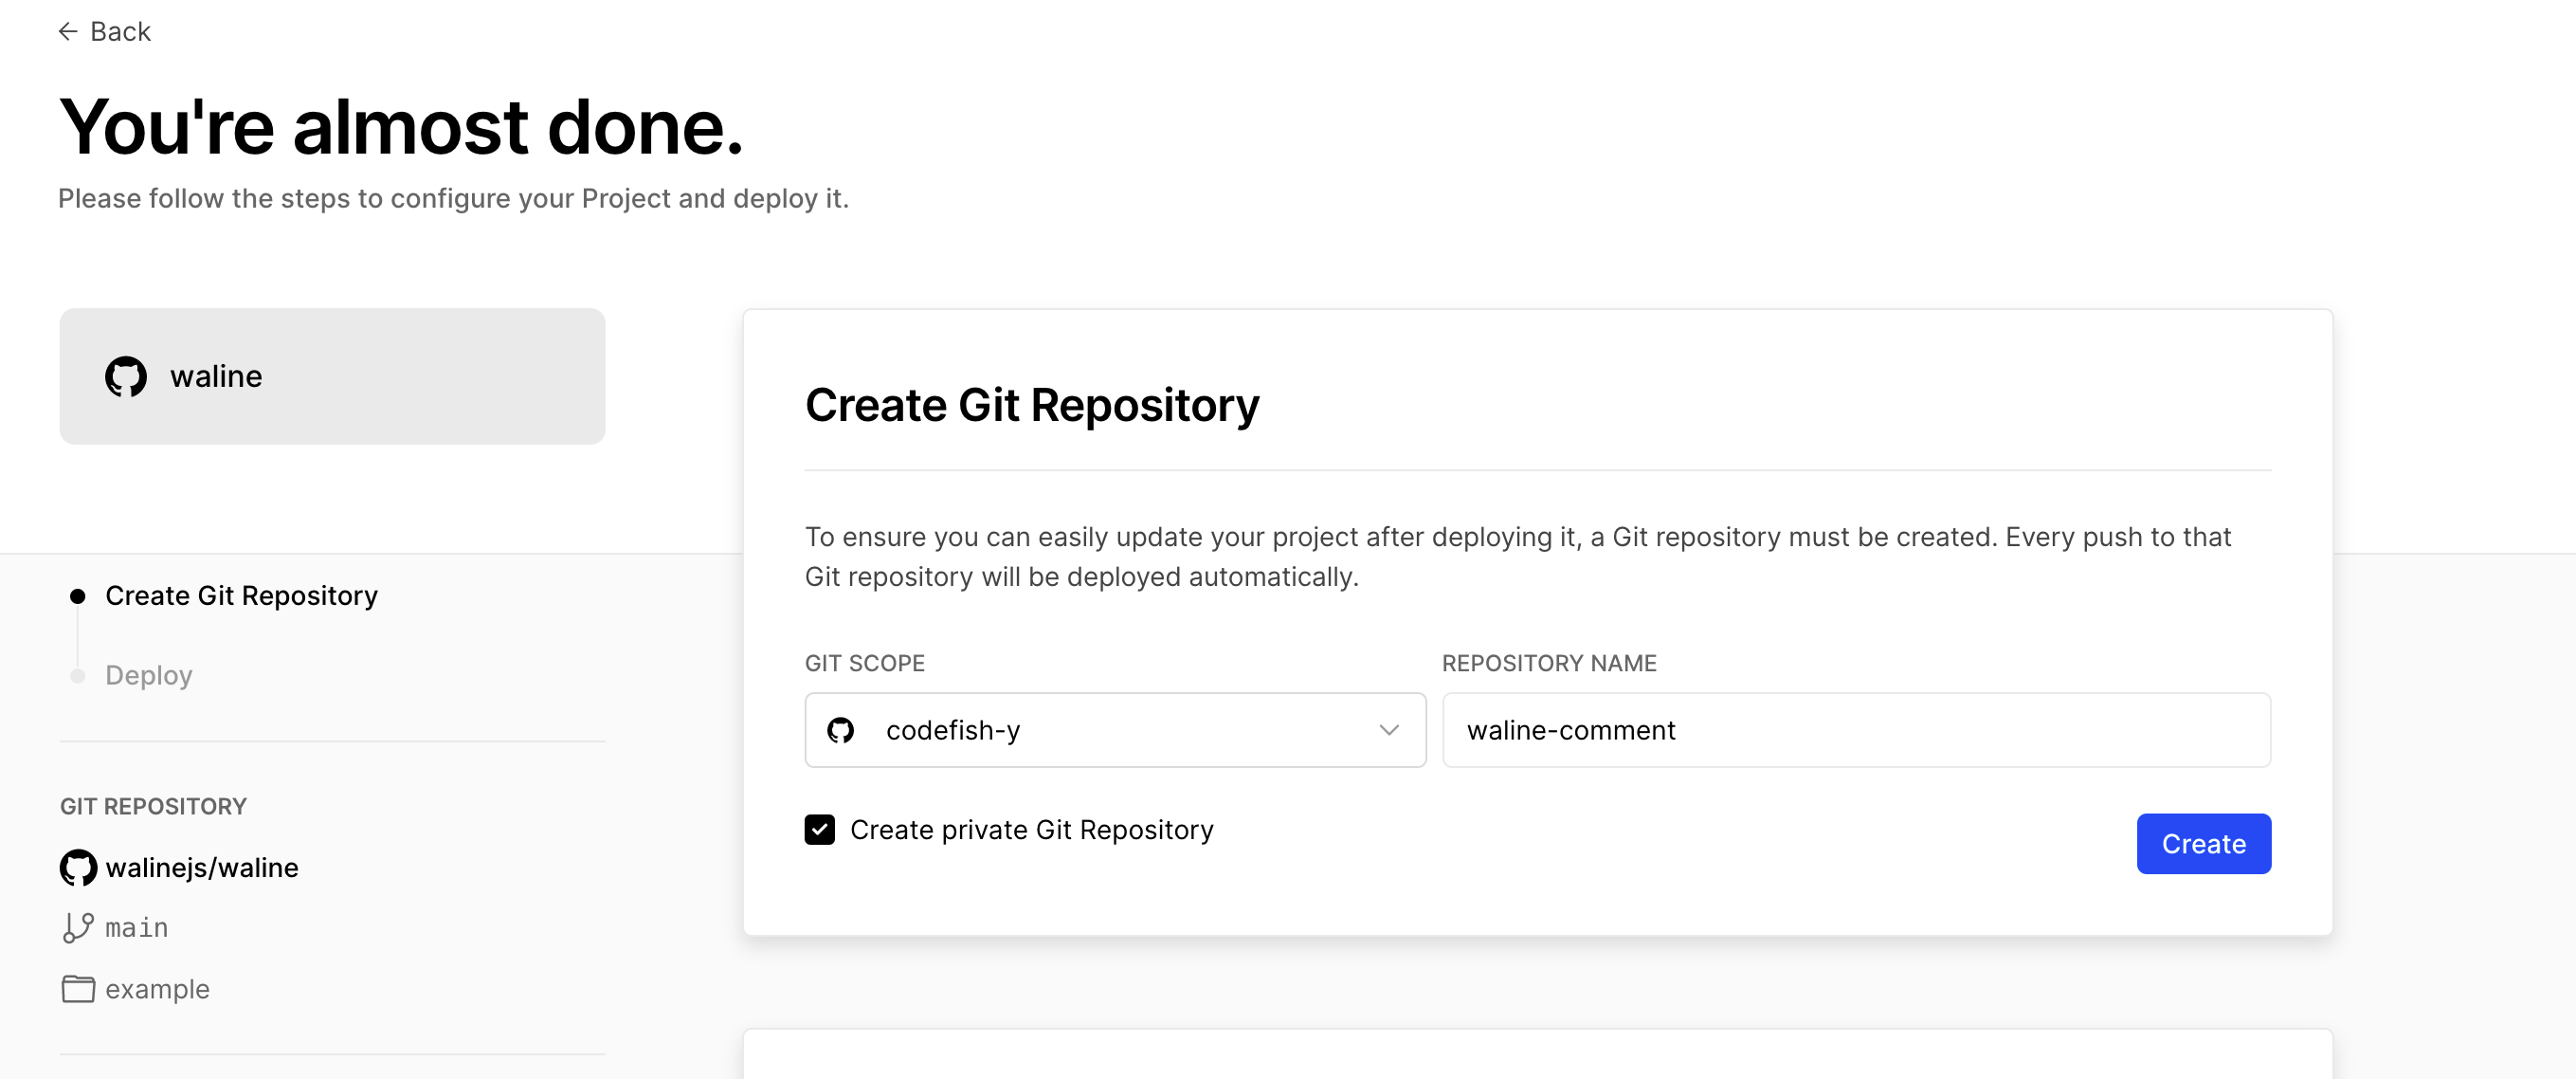 Back
You're almost done.
Please follow the steps to configure your Project and deploy it.
waline
Create Git Repository
Deploy
GIT REPOSITORY
walinejs/waline
main
example
Create Git Repository
To ensure you can easily update your project after deploying it, a Git repository must be created. Every push to that
Git repository will be deployed automatically.
GIT SCOPE
codefish-y
REPOSITORY NAME
waline-comment
Create private Git Repository
Create